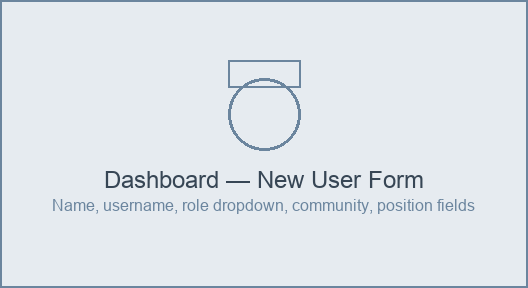 Dashboard — New User Form
Name, username, role dropdown, community, position fields